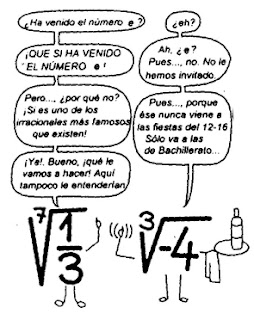 ¿Ha venido el número e ?
¿eh?
¡QUE SI HA VENIDO
EL NÚMERO e !
Ah, ¿ e ?
Pues..., no. No le
hemos invitado.
Pero..., ¿por qué no?
¡Si es uno de los
irracionales más famosos
que existen!
Pues..., porque
ése nunca viene a
las fiestas del 12-16
Sólo va a las
de Bachillerato...
¡Ya!. Bueno, ¡qué le
vamos a hacer! Aquí
tampoco le entenderían
7√1/3
3√-4